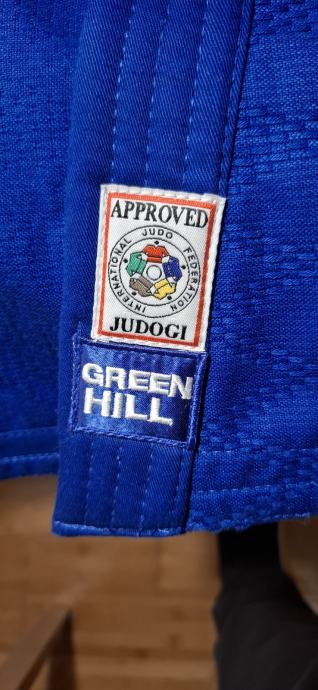 APPROVED
INTERNATIONAL JUDO FEDERATION
JUDOGI
GREEN
HILL